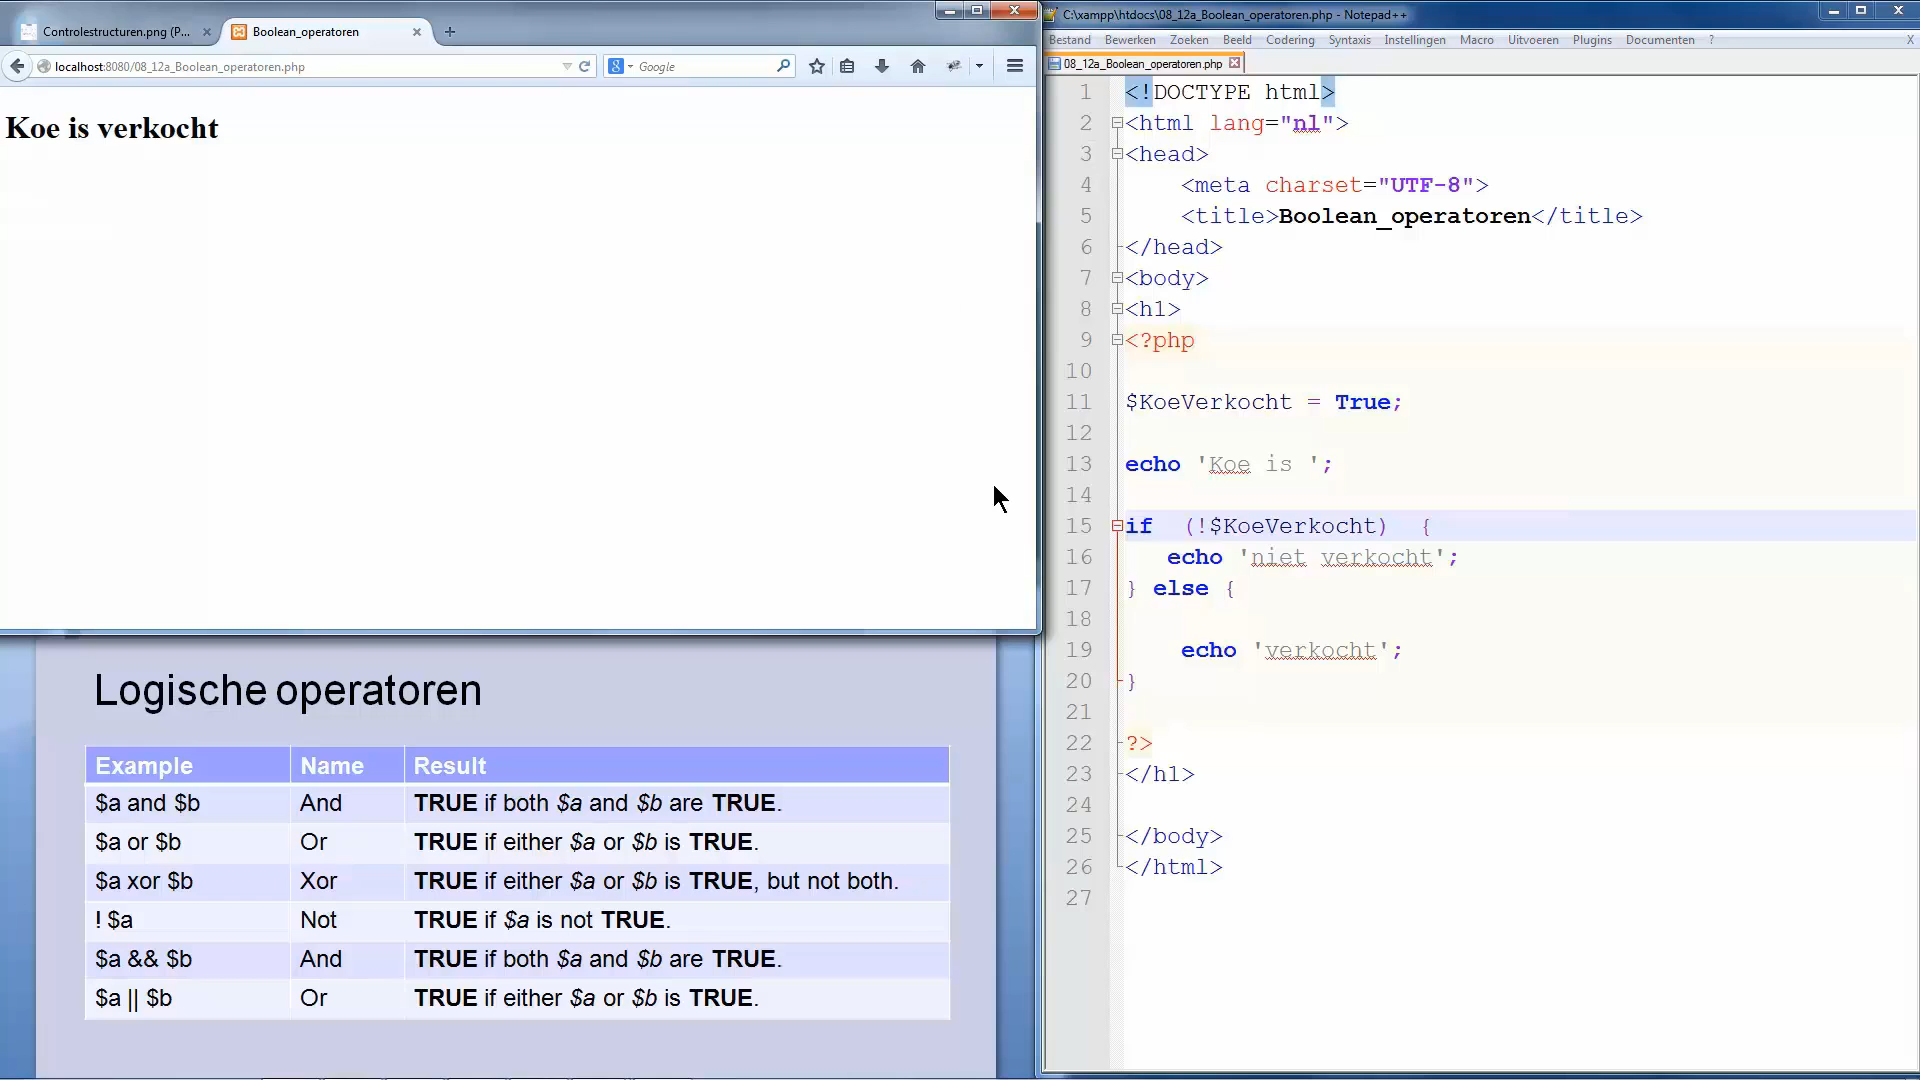 Controlestructuren.png (P...
Boolean_operatoren
localhost:8080/08_12a_Boolean_operatoren.php
Google
Koe is verkocht
Logische operatoren
Example Name Result
$a and $b And TRUE if both $a and $b are TRUE.
$a or $b Or TRUE if either $a or $b is TRUE.
$a xor $b Xor TRUE if either $a or $b is TRUE, but not both.
! $a Not TRUE if $a is not TRUE.
$a && $b And TRUE if both $a and $b are TRUE.
$a || $b Or TRUE if either $a or $b is TRUE.
C:\xampp\htdocs\08_12a_Boolean_operatoren.php - Notepad++
Bestand Bewerken Zoeken Beeld Codering Syntaxis Instellingen Macro Uitvoeren Plugins Documenten ? X
08_12a_Boolean_operatoren.php
1 <!DOCTYPE html>
2 <html lang="nl">
3 <head>
4 <meta charset="UTF-8">
5 <title>Boolean_operatoren</title>
6 </head>
7 <body>
8 <h1>
9 <?php
10
11 $KoeVerkocht = True;
12
13 echo 'Koe is ';
14
15 if (!$KoeVerkocht) {
16 echo 'niet verkocht';
17 } else {
18
19 echo 'verkocht';
20 }
21
22 ?>
23 </h1>
24
25 </body>
26 </html>
27